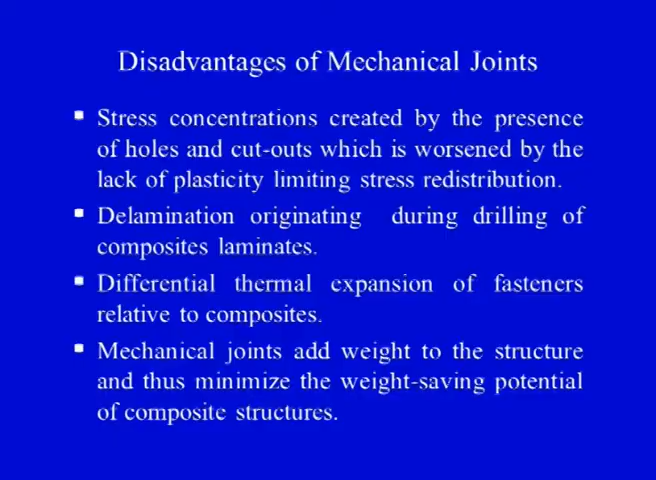 Disadvantages of Mechanical Joints
Stress concentrations created by the presence
of holes and cut-outs which is worsened by the
lack of plasticity limiting stress redistribution.
Delamination originating during drilling of
composites laminates.
Differential thermal expansion of fasteners
relative to composites.
Mechanical joints add weight to the structure
and thus minimize the weight-saving potential
of composite structures.